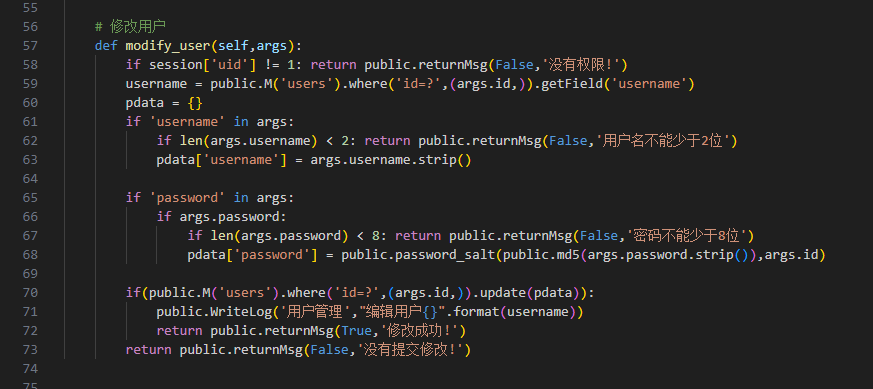 55
56 # 修改用户
57 def modify_user(self,args):
58 if session['uid'] != 1: return public.returnMsg(False,'没有权限!')
59 username = public.M('users').where('id=?',(args.id,)).getField('username')
60 pdata = {}
61 if 'username' in args:
62 if len(args.username) < 2: return public.returnMsg(False,'用户名不能少于2位')
63 pdata['username'] = args.username.strip()
64
65 if 'password' in args:
66 if args.password:
67 if len(args.password) < 8: return public.returnMsg(False,'密码不能少于8位')
68 pdata['password'] = public.password_salt(public.md5(args.password.strip()),args.id)
69
70 if(public.M('users').where('id=?',(args.id,)).update(pdata)):
71 public.WriteLog('用户管理',"编辑用户{}".format(username))
72 return public.returnMsg(True,'修改成功!')
73 return public.returnMsg(False,'没有提交修改!')
74
75